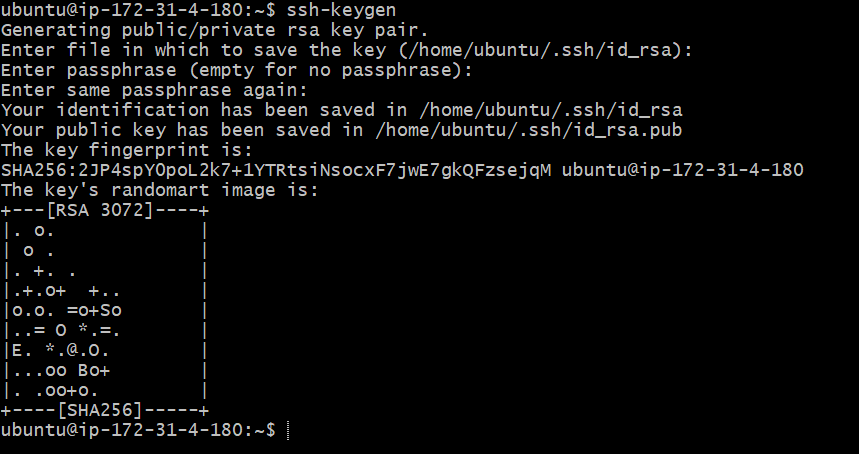 ubuntu@ip-172-31-4-180:~$ ssh-keygen
Generating public/private rsa key pair.
Enter file in which to save the key (/home/ubuntu/.ssh/id_rsa):
Enter passphrase (empty for no passphrase):
Enter same passphrase again:
Your identification has been saved in /home/ubuntu/.ssh/id_rsa
Your public key has been saved in /home/ubuntu/.ssh/id_rsa.pub
The key fingerprint is:
SHA256:2JP4spYOpoL2k7+1YTRtsiNsocxF7jwE7gkQFzsejqM ubuntu@ip-172-31-4-180
The key's randomart image is:
+---[RSA 3072]----+
|. o.             |
| o .             |
|. +. .           |
|.+.o+  +..       |
|o.o. =o+So       |
|..= O *.=.       |
|E. *.@.O.        |
|...oo Bo+        |
|. .oo+o.         |
+----[SHA256]-----+
ubuntu@ip-172-31-4-180:~$